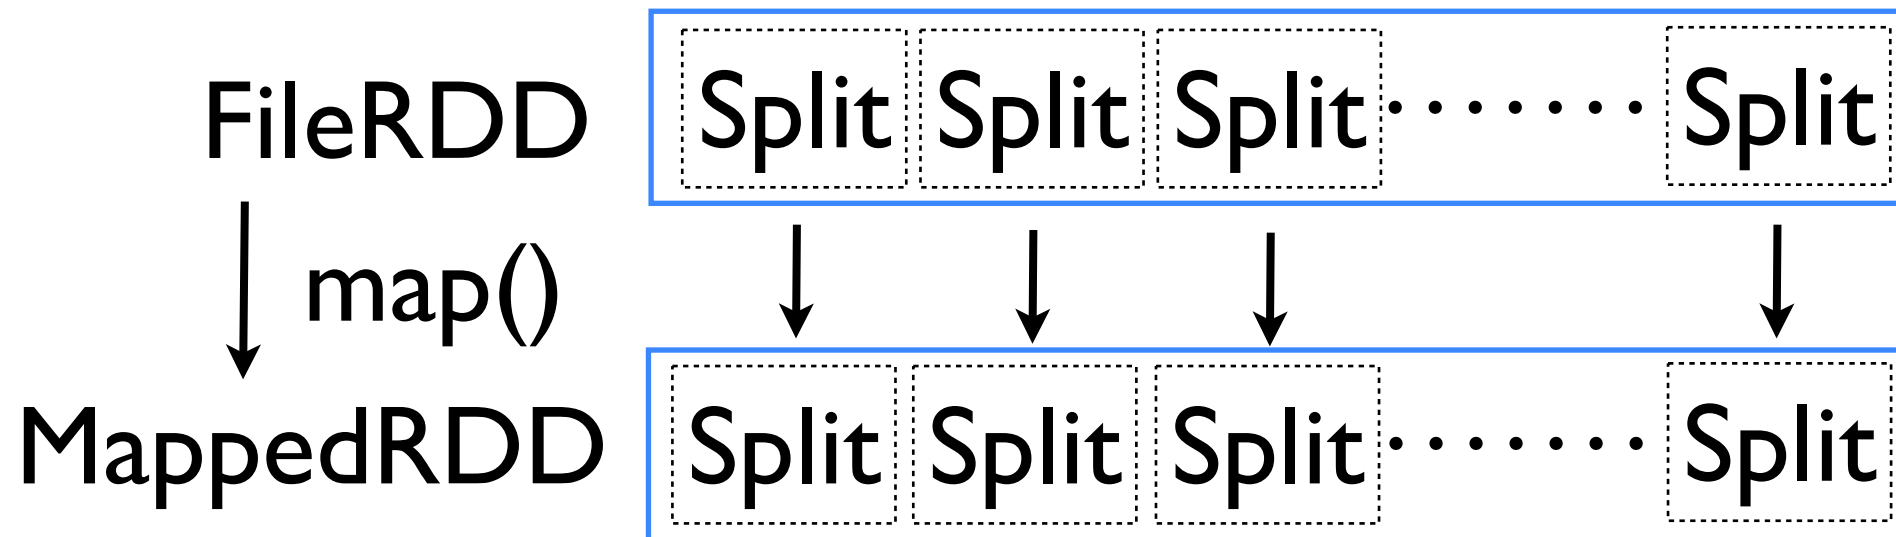 FileRDD Split Split Split ....... Split
map()
MappedRDD Split Split Split ....... Split